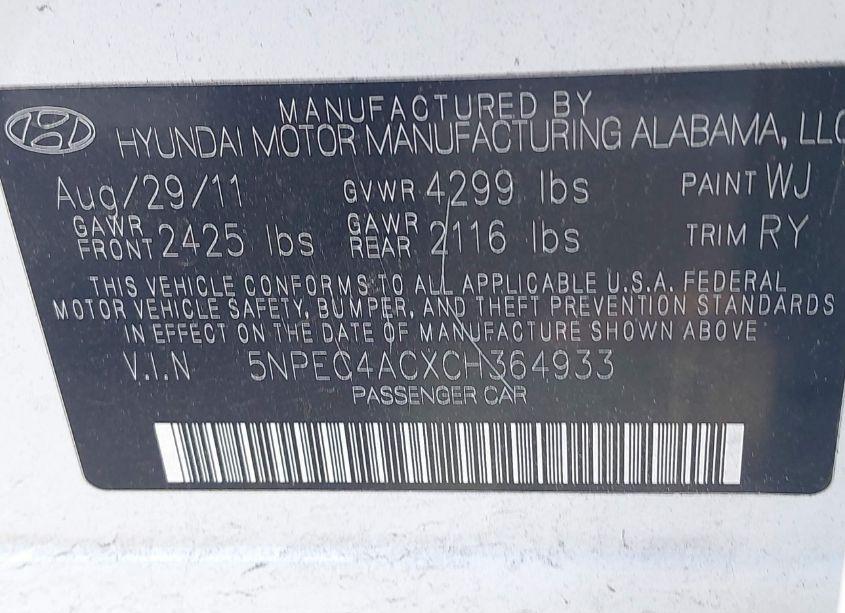 MANUFACTURED BY
HYUNDAI MOTOR MANUFACTURING ALABAMA, LLC
Aug/29/11 GVWR 4299 lbs PAINT WJ
GAWR FRONT 2425 lbs GAWR REAR 2116 lbs TRIM RY
THIS VEHICLE CONFORMS TO ALL APPLICABLE U.S.A. FEDERAL
MOTOR VEHICLE SAFETY, BUMPER, AND THEFT PREVENTION STANDARDS
IN EFFECT ON THE DATE OF MANUFACTURE SHOWN ABOVE
V.I.N 5NPEC4ACXCH364933
PASSENGER CAR